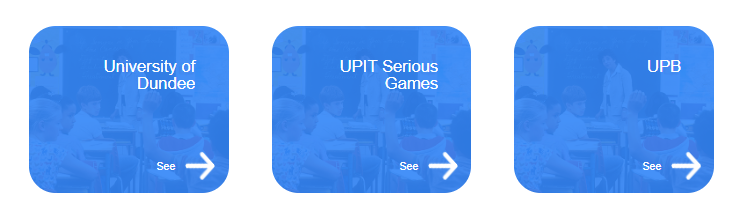 University of
Dundee
See
UPIT Serious
Games
See
UPB
See